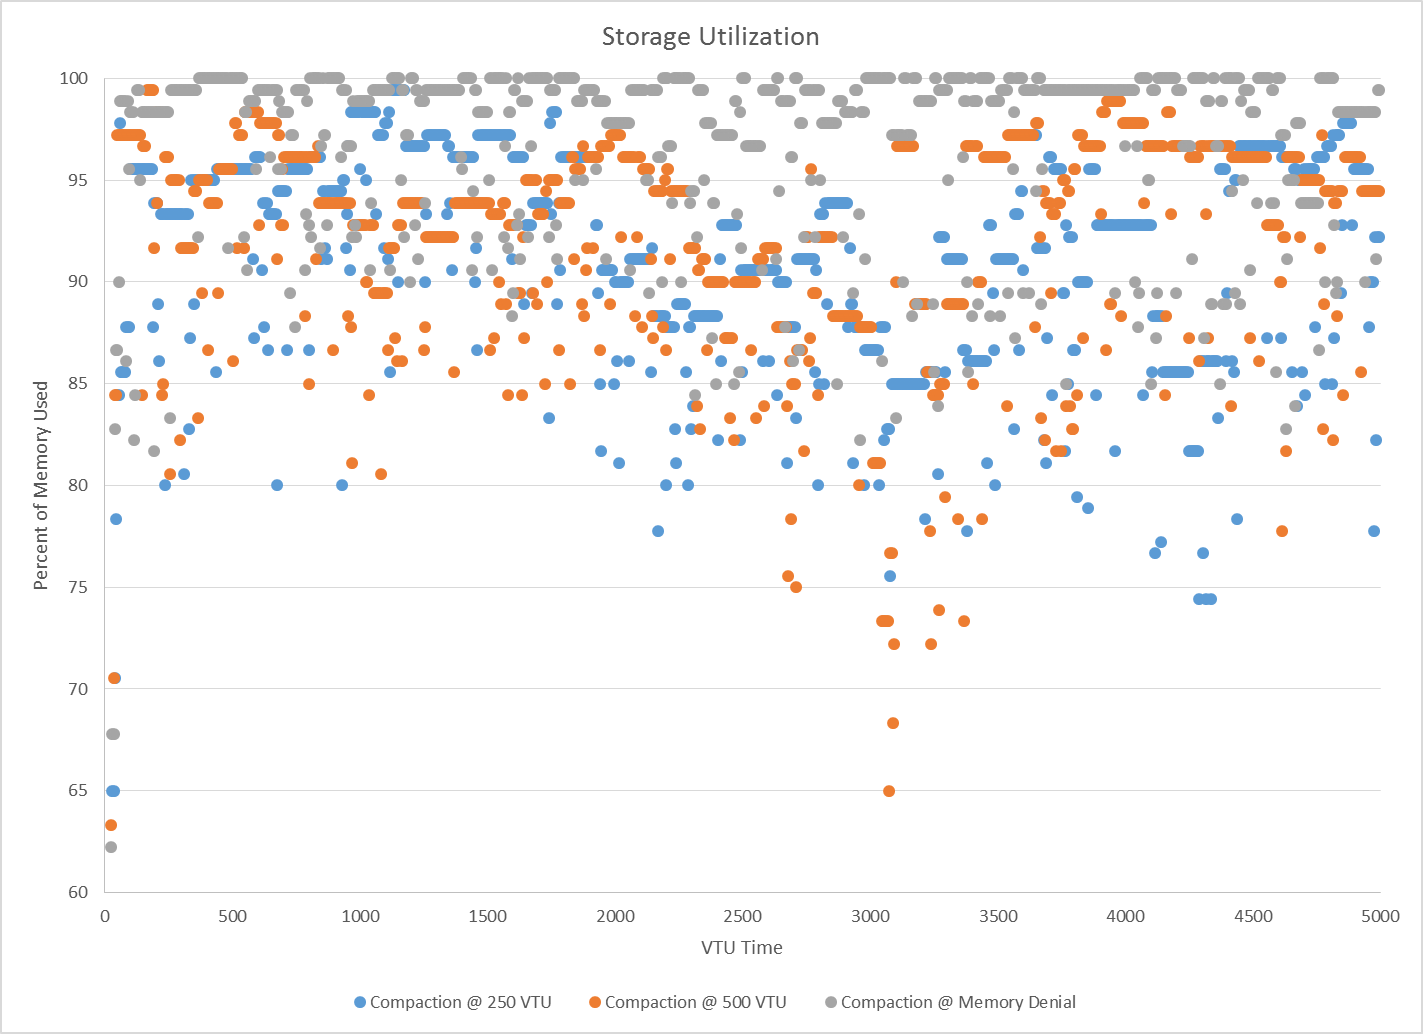 Storage Utilization
100
95
90
85
80
75
70
65
60
Percent of Memory Used
0 500 1000 1500 2000 2500 3000 3500 4000 4500 5000
VTU Time
Compaction @ 250 VTU Compaction @ 500 VTU Compaction @ Memory Denial